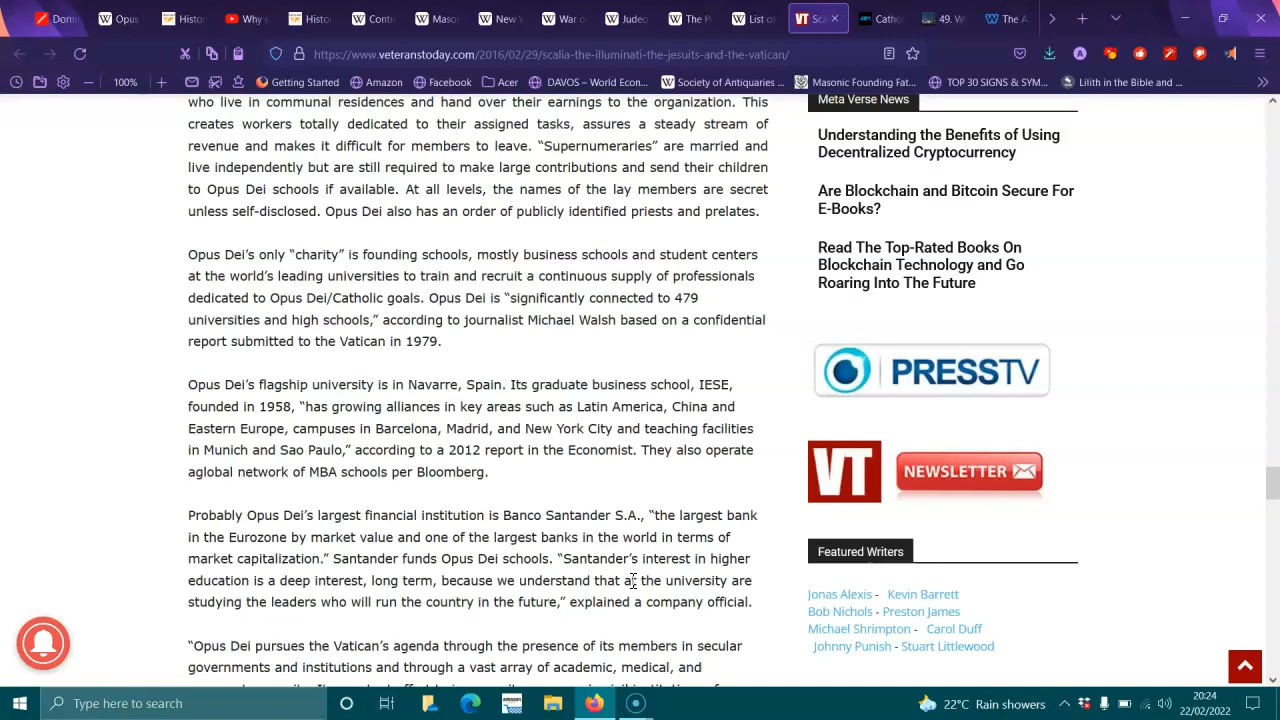 Domi
Opus
Histor
Why v
Histor
Contr
Maso
New 
War o
Judeo
The P
List o
VT Sca
Catho
49. W
The A
https://www.veteranstoday.com/2016/02/29/scalia-the-illuminati-the-jesuits-and-the-vatican/
100% Getting Started Amazon Facebook Acer DAVOS – World Econ... Society of Antiquaries ... Masonic Founding Fat... TOP 30 SIGNS & SYM... Lilith in the Bible and ...
who live in communal residences and hand over their earnings to the organization. This
creates workers totally dedicated to their assigned tasks, assures a steady stream of
revenue and makes it difficult for members to leave. “Supernumeraries” are married and
live independently but are still required to make large contributions and send their children
to Opus Dei schools if available. At all levels, the names of the lay members are secret
unless self-disclosed. Opus Dei also has an order of publicly identified priests and prelates.
Opus Dei’s only “charity” is founding schools, mostly business schools and student centers
at the world’s leading universities to train and recruit a continuous supply of professionals
dedicated to Opus Dei/Catholic goals. Opus Dei is “significantly connected to 479
universities and high schools,” according to journalist Michael Walsh based on a confidential
report submitted to the Vatican in 1979.
Opus Dei’s flagship university is in Navarre, Spain. Its graduate business school, IESE,
founded in 1958, “has growing alliances in key areas such as Latin America, China and
Eastern Europe, campuses in Barcelona, Madrid, and New York City and teaching facilities
in Munich and Sao Paulo,” according to a 2012 report in the Economist. They also operate
aglobal network of MBA schools per Bloomberg.
Probably Opus Dei’s largest financial institution is Banco Santander S.A., “the largest bank
in the Eurozone by market value and one of the largest banks in the world in terms of
market capitalization.” Santander funds Opus Dei schools. “Santander’s interest in higher
education is a deep interest, long term, because we understand that at the university are
studying the leaders who will run the country in the future,” explained a company official.
“Opus Dei pursues the Vatican’s agenda through the presence of its members in secular
governments and institutions and through a vast array of academic, medical, and
Meta Verse News
Understanding the Benefits of Using
Decentralized Cryptocurrency
Are Blockchain and Bitcoin Secure For
E-Books?
Read The Top-Rated Books On
Blockchain Technology and Go
Roaring Into The Future
PRESSTV
VT NEWSLETTER
Featured Writers
Jonas Alexis - Kevin Barrett
Bob Nichols - Preston James
Michael Shrimpton - Carol Duff
Johnny Punish - Stuart Littlewood
Type here to search
22°C Rain showers
20:24
22/02/2022